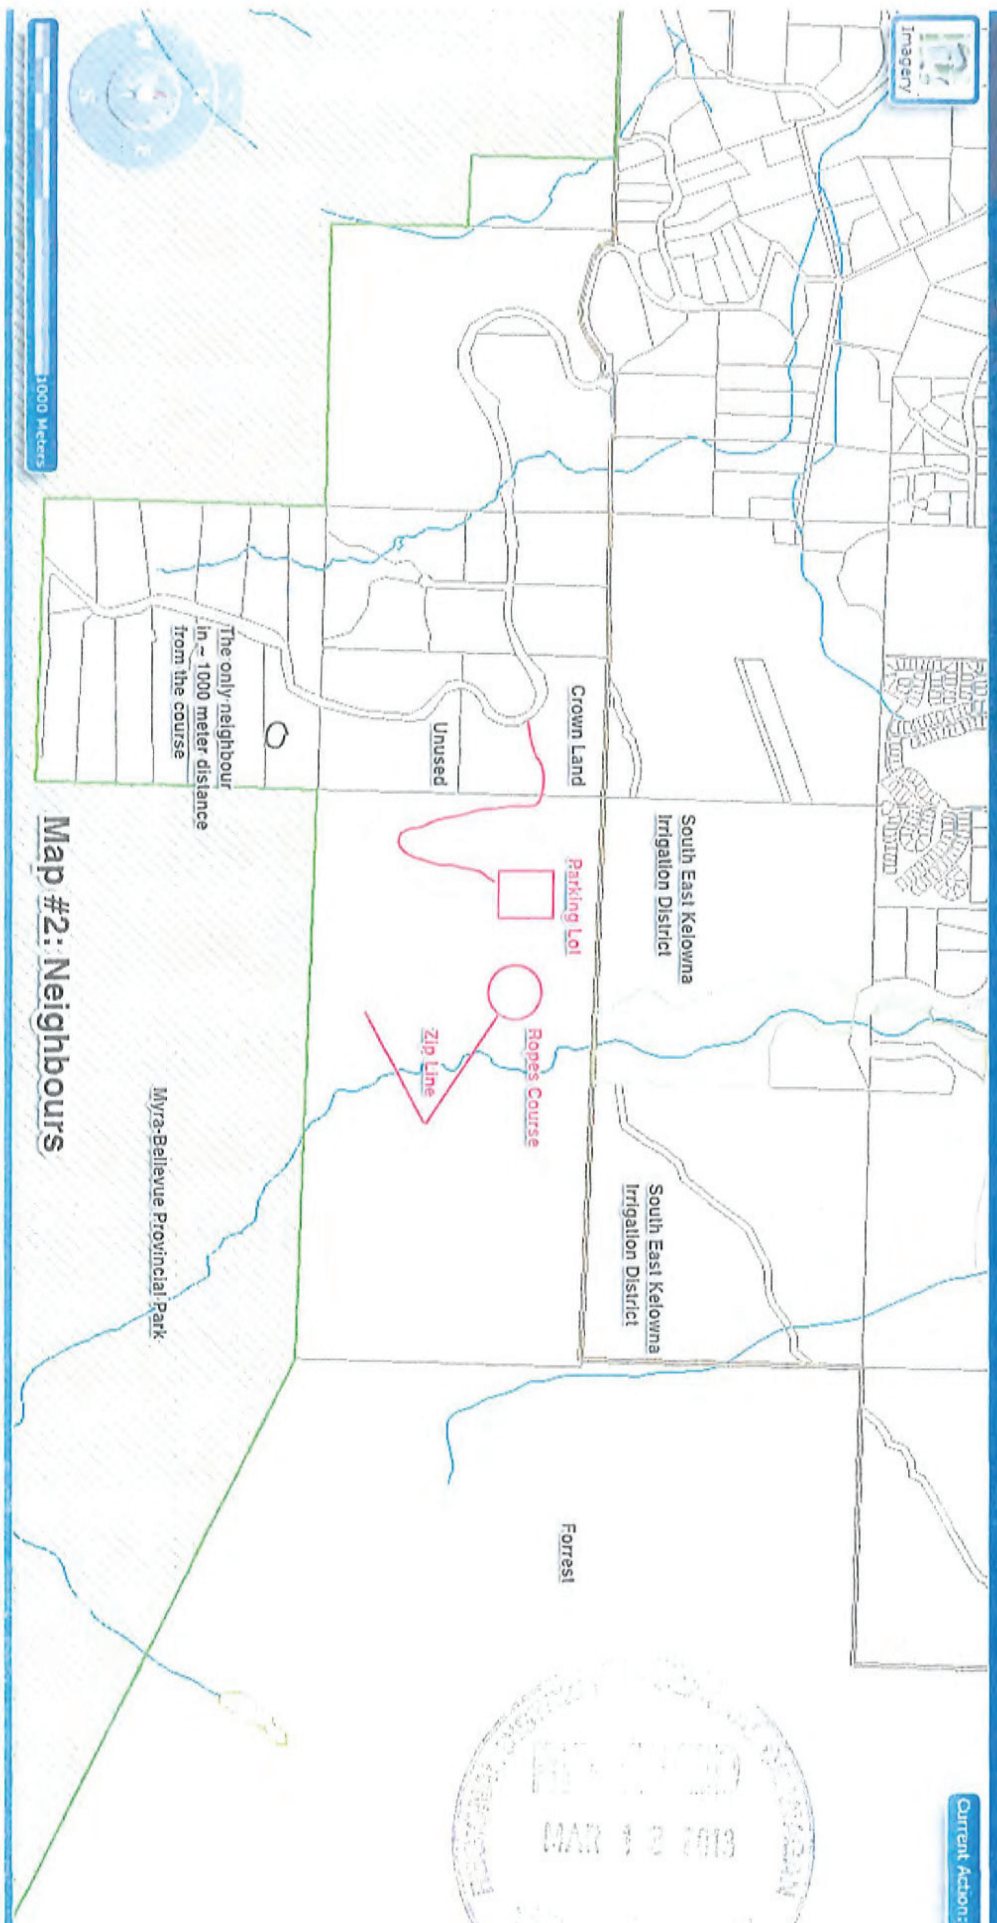 Imagery
Current Action:
South East Kelowna
Irrigation District
South East Kelowna
Irrigation District
Crown Land
Parking Lot
Ropes Course
Forrest
Unused
Zip Line
The only neighbour
in ~ 1000 meter distance
from the course
Myra-Bellevue Provincial Park
Map #2: Neighbours
1000 Meters
N
W
E
S
MAR